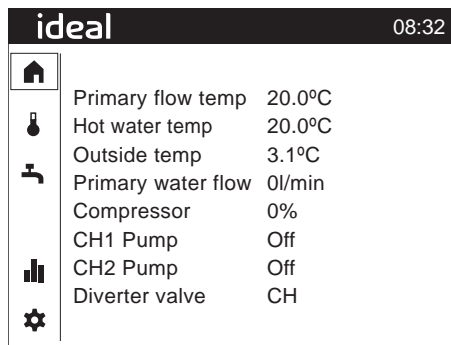 ideal 08:32
Primary flow temp 20.0ºC
Hot water temp 20.0ºC
Outside temp 3.1ºC
Primary water flow 0l/min
Compressor 0%
CH1 Pump Off
CH2 Pump Off
Diverter valve CH